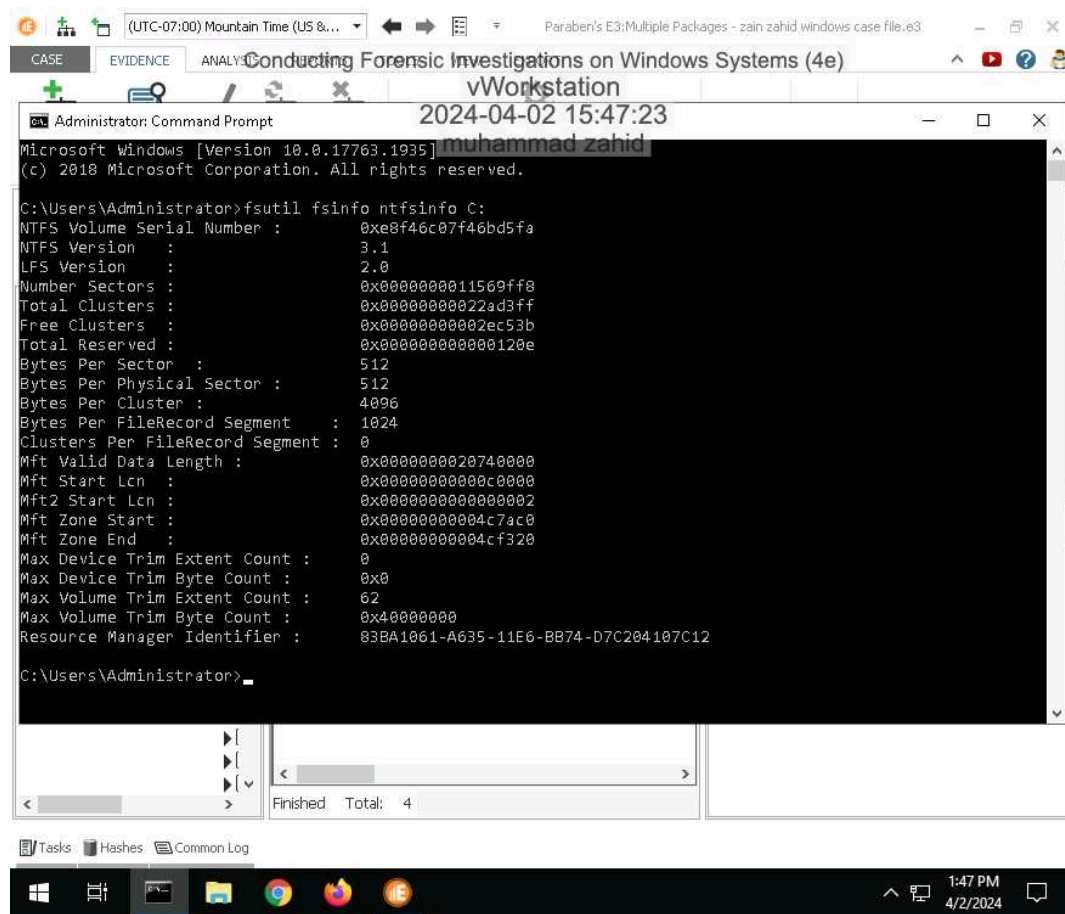 (UTC-07:00) Mountain Time (US &...
Paraben's E3:Multiple Packages - zain zahid windows case file.e3
CASE EVIDENCE ANALYSIS
Conducting Forensic Investigations on Windows Systems (4e)
vWorkstation
2024-04-02 15:47:23
muhammad zahid
Administrator: Command Prompt
Microsoft Windows [Version 10.0.17763.1935]
(c) 2018 Microsoft Corporation. All rights reserved.
C:\Users\Administrator>fsutil fsinfo ntfsinfo C:
NTFS Volume Serial Number : 0xe8f46c07f46bd5fa
NTFS Version : 3.1
LFS Version : 2.0
Number Sectors : 0x0000000011569ff8
Total Clusters : 0x00000000022ad3ff
Free Clusters : 0x00000000002ec53b
Total Reserved : 0x000000000000120e
Bytes Per Sector : 512
Bytes Per Physical Sector : 512
Bytes Per Cluster : 4096
Bytes Per FileRecord Segment : 1024
Clusters Per FileRecord Segment : 0
Mft Valid Data Length : 0x0000000020740000
Mft Start Lcn : 0x00000000000c0000
Mft2 Start Lcn : 0x0000000000000002
Mft Zone Start : 0x00000000004c7ac0
Mft Zone End : 0x00000000004cf320
Max Device Trim Extent Count : 0
Max Device Trim Byte Count : 0x0
Max Volume Trim Extent Count : 62
Max Volume Trim Byte Count : 0x40000000
Resource Manager Identifier : 83BA1061-A635-11E6-BB74-D7C204107C12
C:\Users\Administrator>
Finished Total: 4
Tasks Hashes Common Log
1:47 PM
4/2/2024